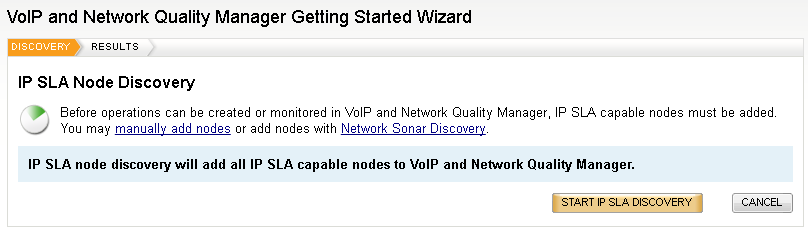 VoIP and Network Quality Manager Getting Started Wizard
DISCOVERY RESULTS
IP SLA Node Discovery
Before operations can be created or monitored in VoIP and Network Quality Manager, IP SLA capable nodes must be added.
You may manually add nodes or add nodes with Network Sonar Discovery.
IP SLA node discovery will add all IP SLA capable nodes to VoIP and Network Quality Manager.
START IP SLA DISCOVERY CANCEL